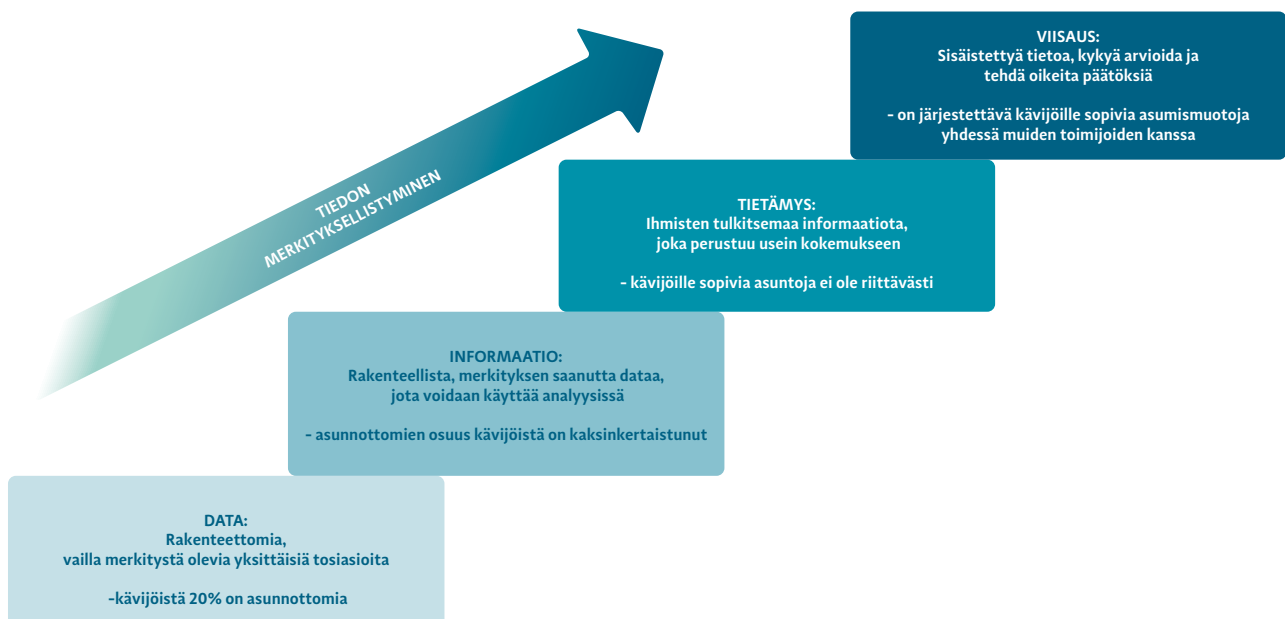 VIISAUS:
Sisäistettyä tietoa, kykyä arvioida ja
tehdä oikeita päätöksiä
- on järjestettävä kävijöille sopivia asumismuotoja
yhdessä muiden toimijoiden kanssa
TIEDON
MERKITYKSELLISTYMINEN
TIETÄMYS:
Ihmisten tulkitsemaa informaatiota,
joka perustuu usein kokemukseen
- kävijöille sopivia asuntoja ei ole riittävästi
INFORMAATIO:
Rakenteellista, merkityksen saanutta dataa,
jota voidaan käyttää analyysissä
- asunnottomien osuus kävijöistä on kaksinkertaistunut
DATA:
Rakenteettomia,
vailla merkitystä olevia yksittäisiä tosiasioita
-kävijöistä 20% on asunnottomia